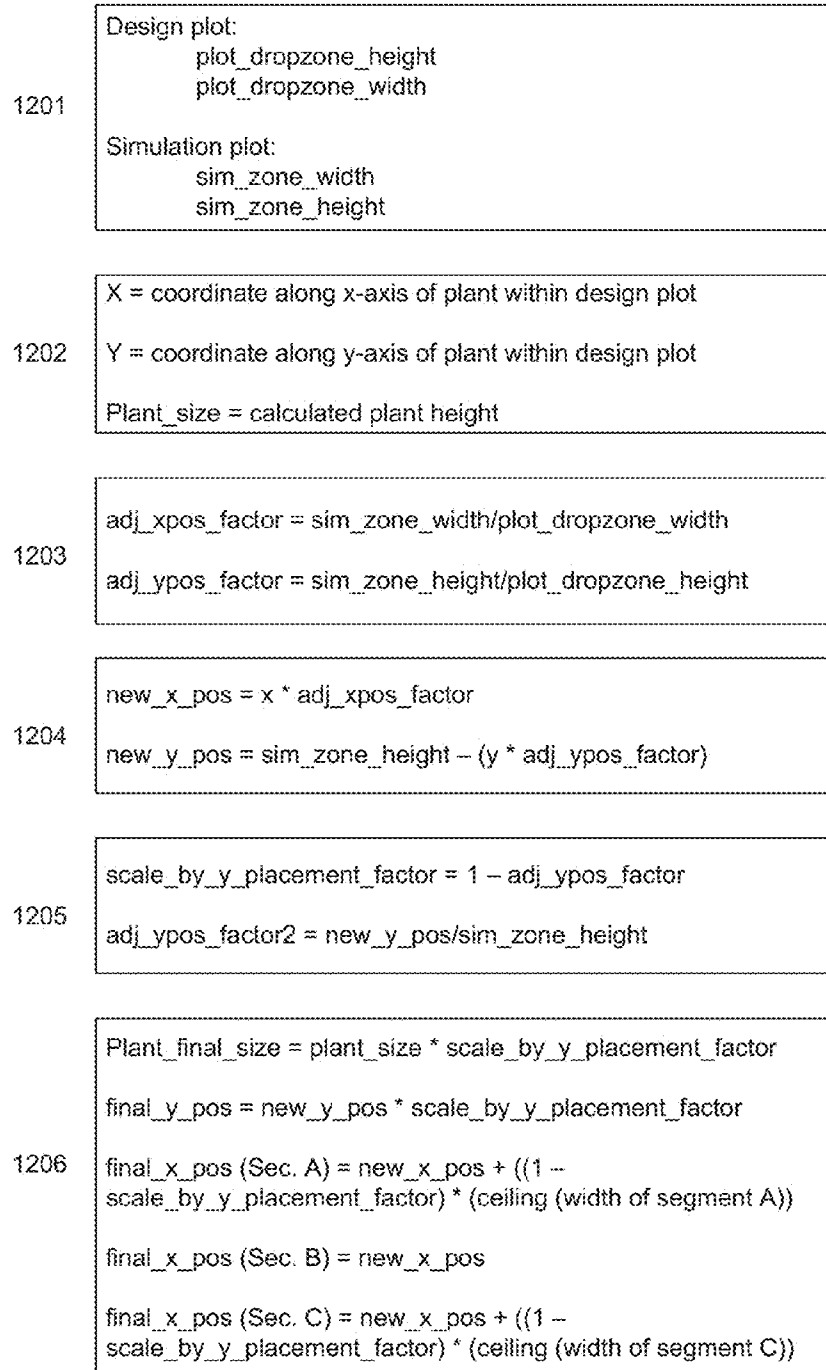 Design plot:
plot_dropzone_height
plot_dropzone_width
1201
Simulation plot:
sim_zone_width
sim_zone_height
X = coordinate along x-axis of plant within design plot
1202
Y = coordinate along y-axis of plant within design plot
Plant_size = calculated plant height
adj_xpos_factor = sim_zone_width/plot_dropzone_width
1203
adj_ypos_factor = sim_zone_height/plot_dropzone_height
new_x_pos = x * adj_xpos_factor
1204
new_y_pos = sim_zone_height – (y * adj_ypos_factor)
scale_by_y_placement_factor = 1 – adj_ypos_factor
1205
adj_ypos_factor2 = new_y_pos/sim_zone_height
Plant_final_size = plant_size * scale_by_y_placement_factor
final_y_pos = new_y_pos * scale_by_y_placement_factor
1206
final_x_pos (Sec. A) = new_x_pos + ((1 –
scale_by_y_placement_factor) * (ceiling (width of segment A))
final_x_pos (Sec. B) = new_x_pos
final_x_pos (Sec. C) = new_x_pos + ((1 –
scale_by_y_placement_factor) * (ceiling (width of segment C))